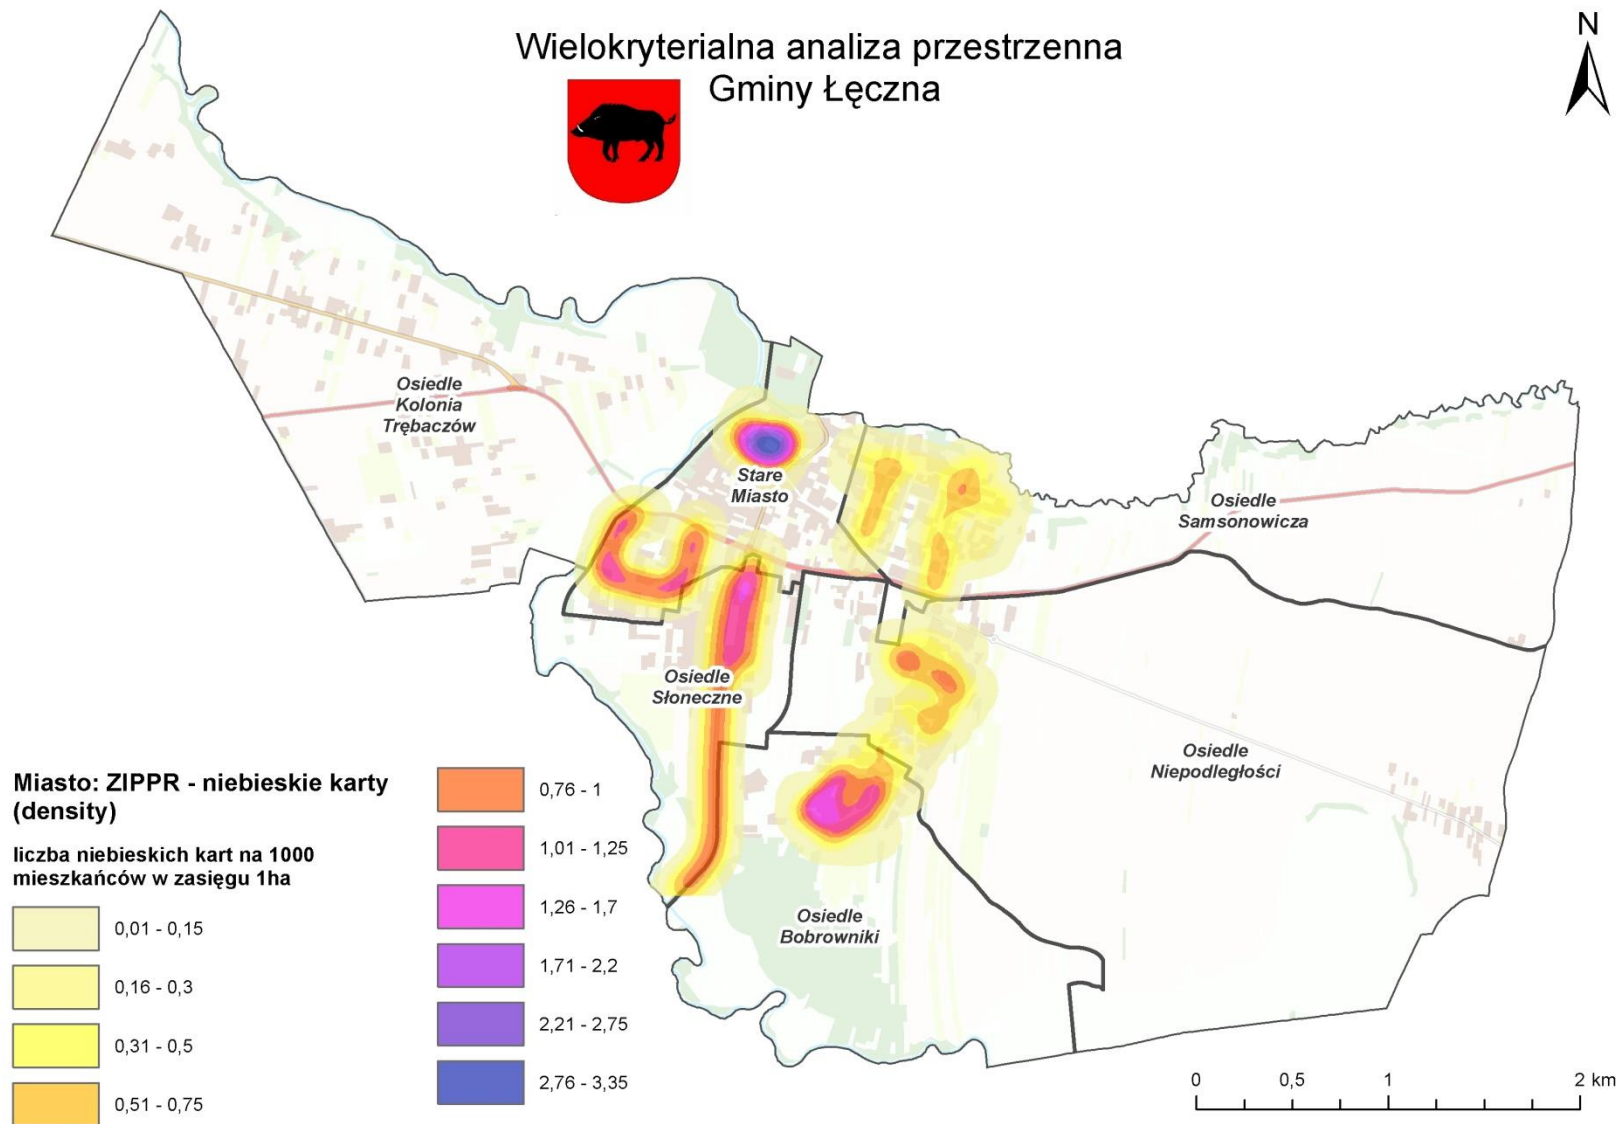 Wielokryterialna analiza przestrzenna
Gminy Łęczna
N
Osiedle
Kolonia
Trębaczów
Stare
Miasto
Osiedle
Samsonowicza
Osiedle
Słoneczne
Osiedle
Niepodległości
Osiedle
Bobrowniki
Miasto: ZIPPR - niebieskie karty
(density)
liczba niebieskich kart na 1000
mieszkańców w zasięgu 1ha
0,01 - 0,15
0,16 - 0,3
0,31 - 0,5
0,51 - 0,75
0,76 - 1
1,01 - 1,25
1,26 - 1,7
1,71 - 2,2
2,21 - 2,75
2,76 - 3,35
0 0,5 1 2 km